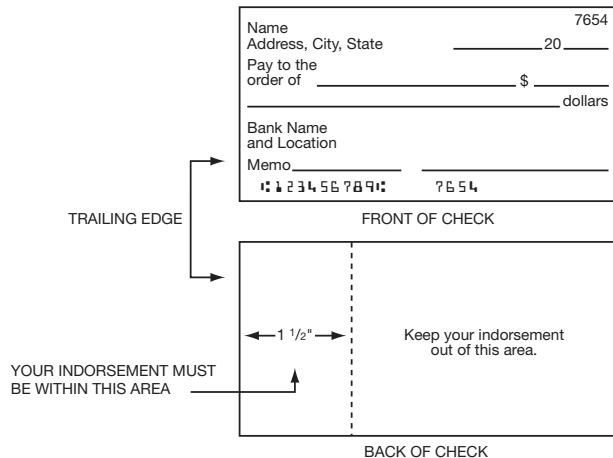 7654
Name
Address, City, State 20
Pay to the
order of $
dollars
Bank Name
and Location
Memo
⑆123456789⑆ 7654
TRAILING EDGE
FRONT OF CHECK
1 1/2"
Keep your indorsement
out of this area.
YOUR INDORSEMENT MUST
BE WITHIN THIS AREA
BACK OF CHECK